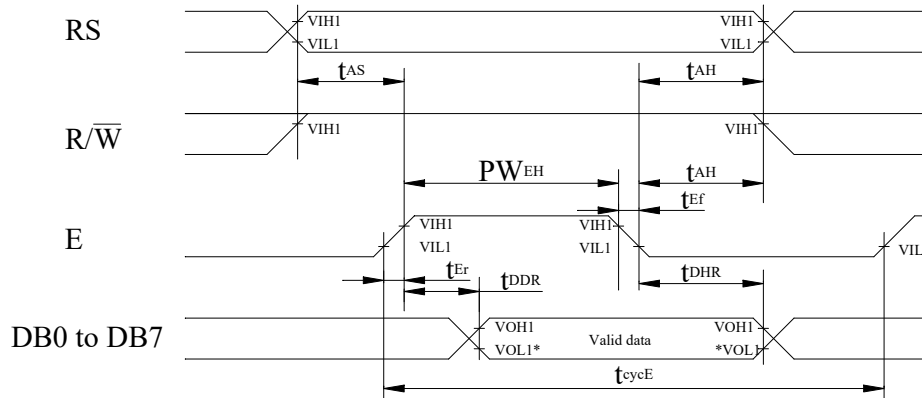 RS VIH1 VIH1
VIL1 VIL1
tAS tAH
R/W̅ VIH1 VIH1
PWEH tAH
tEf
E VIH1 VIH1
VIL1 VIL1 VIL
tEr tDDR tDHR
DB0 to DB7 VOH1 Valid data VOH1
VOL1* *VOL1
tcycE